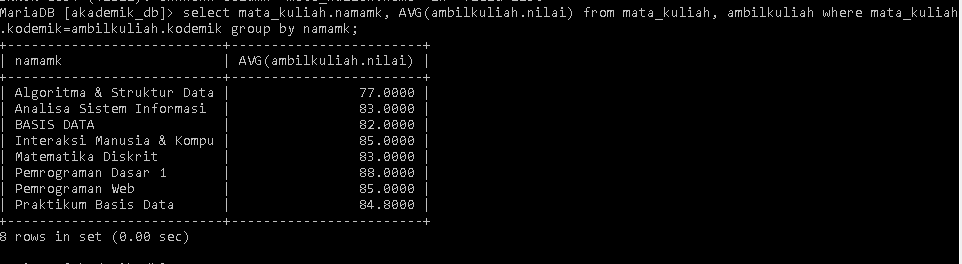 MariaDB [akademik_db]> select mata_kuliah.namamk, AVG(ambilkuliah.nilai) from mata_kuliah, ambilkuliah where mata_kuliah
.kodemik=ambilkuliah.kodemik group by namamk;
+---------------------------+------------------------+
| namamk | AVG(ambilkuliah.nilai) |
+---------------------------+------------------------+
| Algoritma & Struktur Data | 77.0000 |
| Analisa Sistem Informasi | 83.0000 |
| BASIS DATA | 82.0000 |
| Interaksi Manusia & Kompu | 85.0000 |
| Matematika Diskrit | 83.0000 |
| Pemrograman Dasar 1 | 88.0000 |
| Pemrograman Web | 85.0000 |
| Praktikum Basis Data | 84.8000 |
+---------------------------+------------------------+
8 rows in set (0.00 sec)